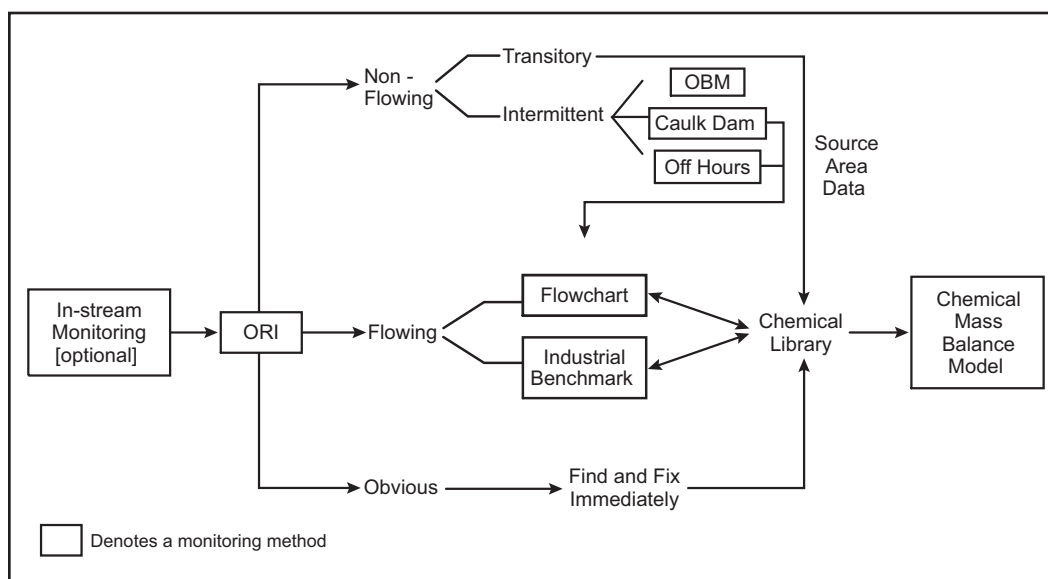 Non -
Flowing
Transitory
Intermittent
OBM
Caulk Dam
Off Hours
Source
Area
Data
In-stream
Monitoring
[optional]
ORI
Flowing
Flowchart
Industrial
Benchmark
Chemical
Library
Chemical
Mass
Balance
Model
Obvious
Find and Fix
Immediately
Denotes a monitoring method